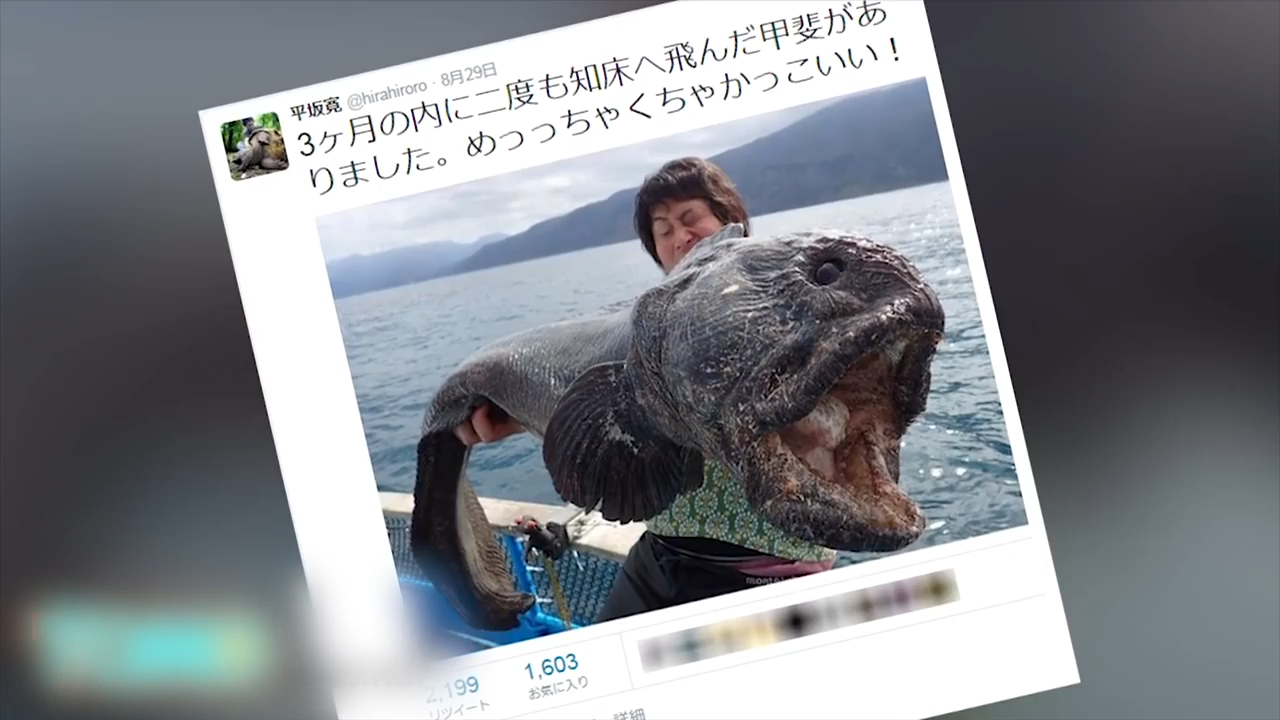 平坂寛 @hirahiroro · 8月29日
3ヶ月の内に二度も知床へ飛んだ甲斐があ
りました。めっっちゃくちゃかっこいい！
2,199
リツイート
1,603
お気に入り
詳細